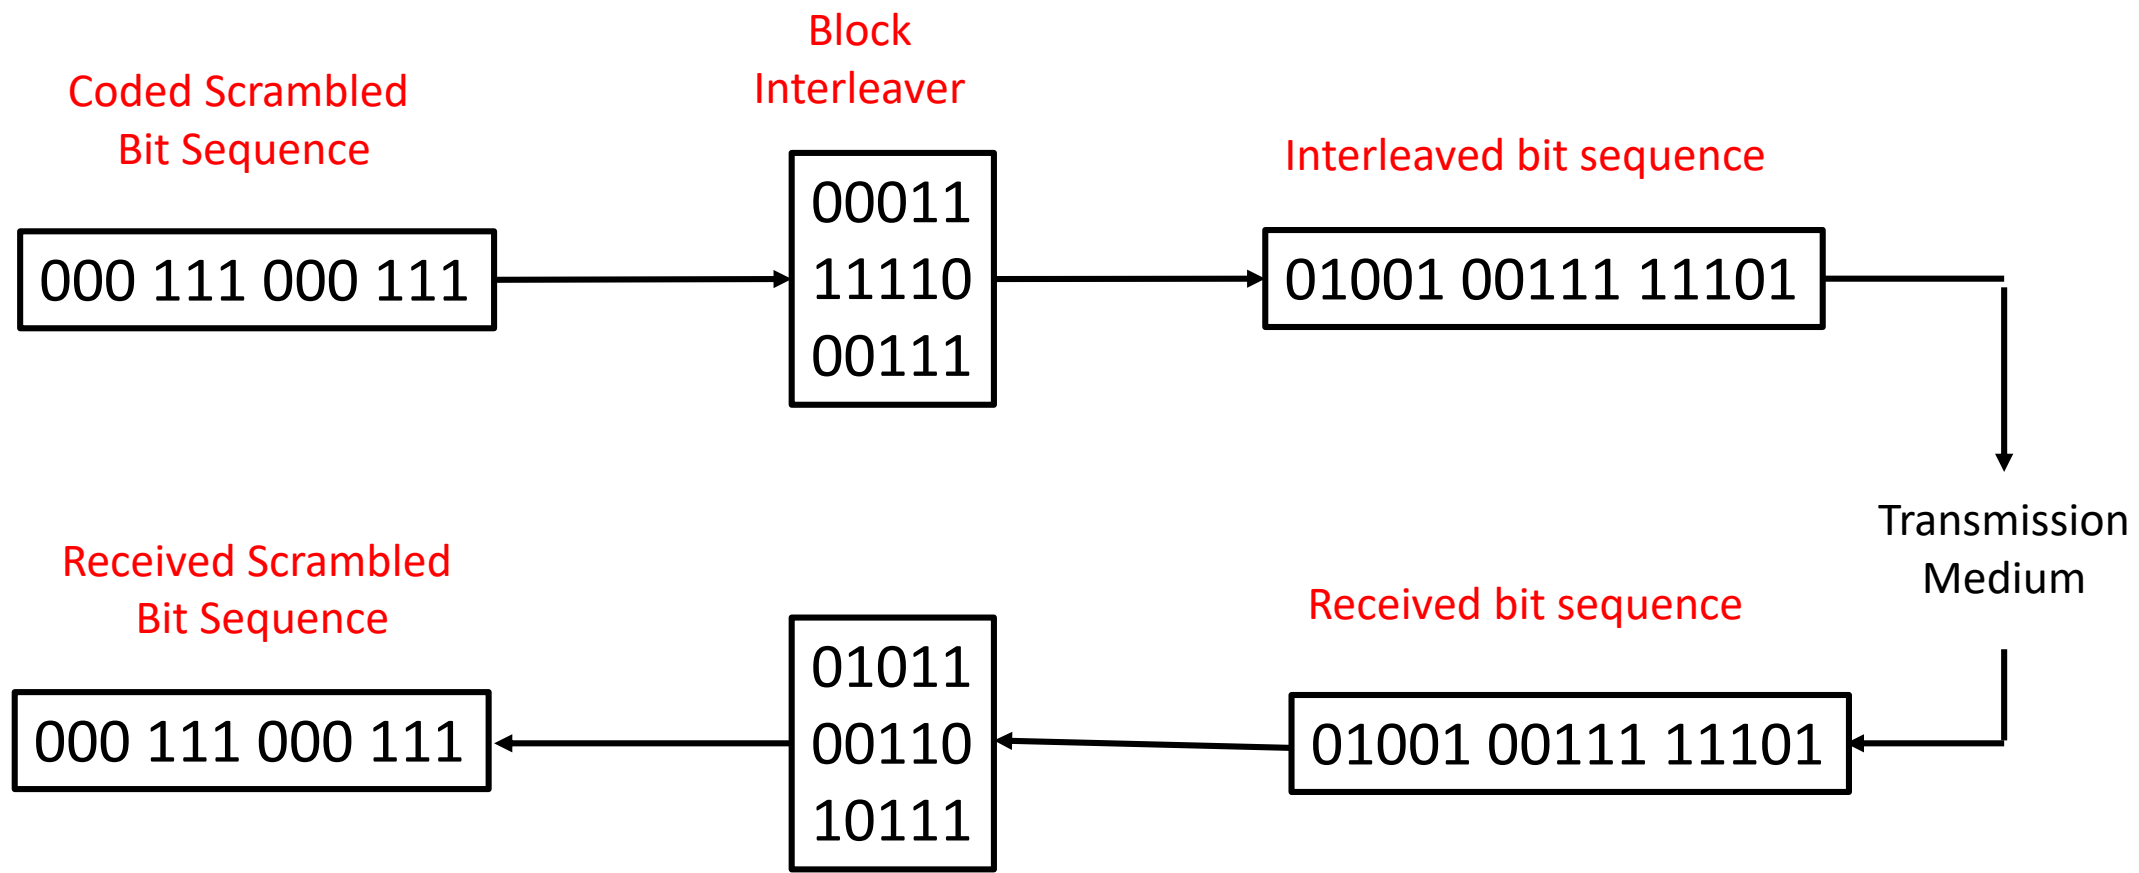 Block
Interleaver
Coded Scrambled
Bit Sequence
Interleaved bit sequence
000 111 000 111
00011
11110
00111
01001 00111 11101
Transmission
Medium
Received Scrambled
Bit Sequence
Received bit sequence
000 111 000 111
01011
00110
10111
01001 00111 11101